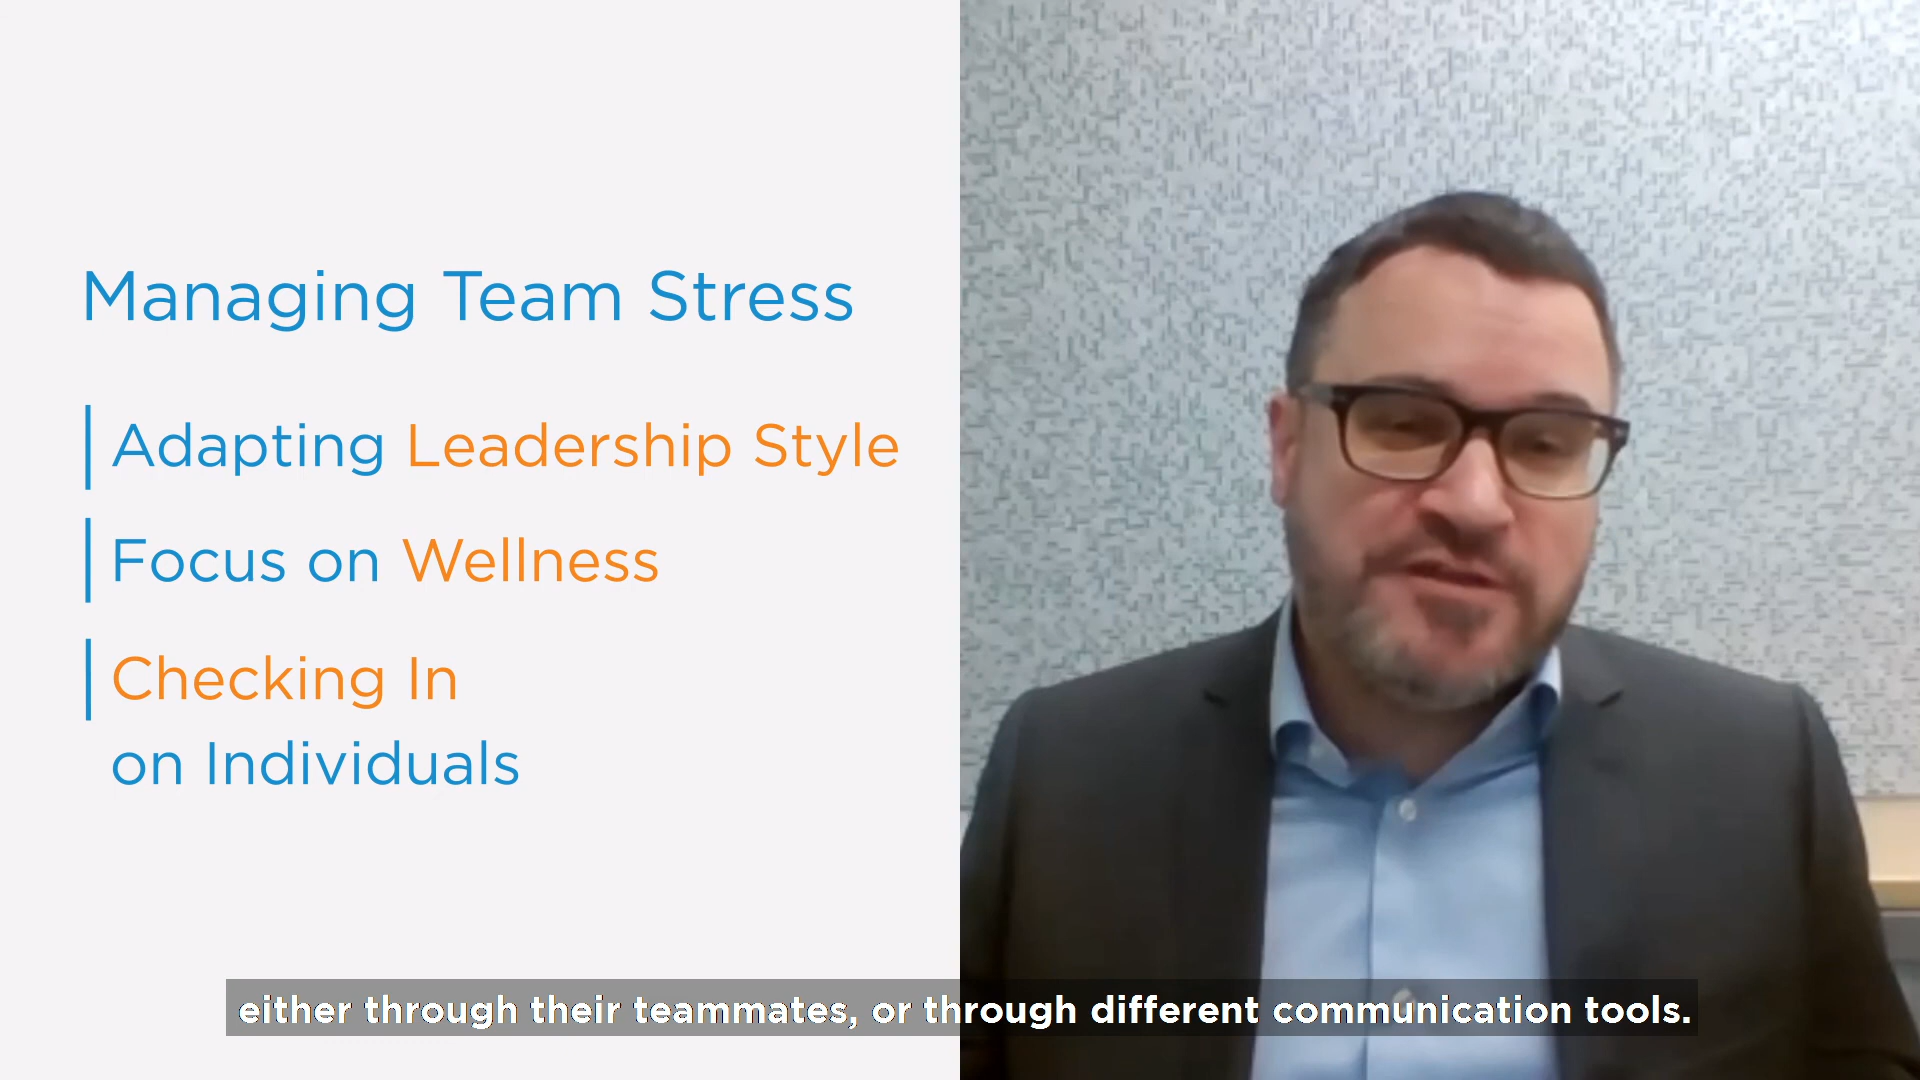 Managing Team Stress
Adapting Leadership Style
Focus on Wellness
Checking In
on Individuals
either through their teammates, or through different communication tools.